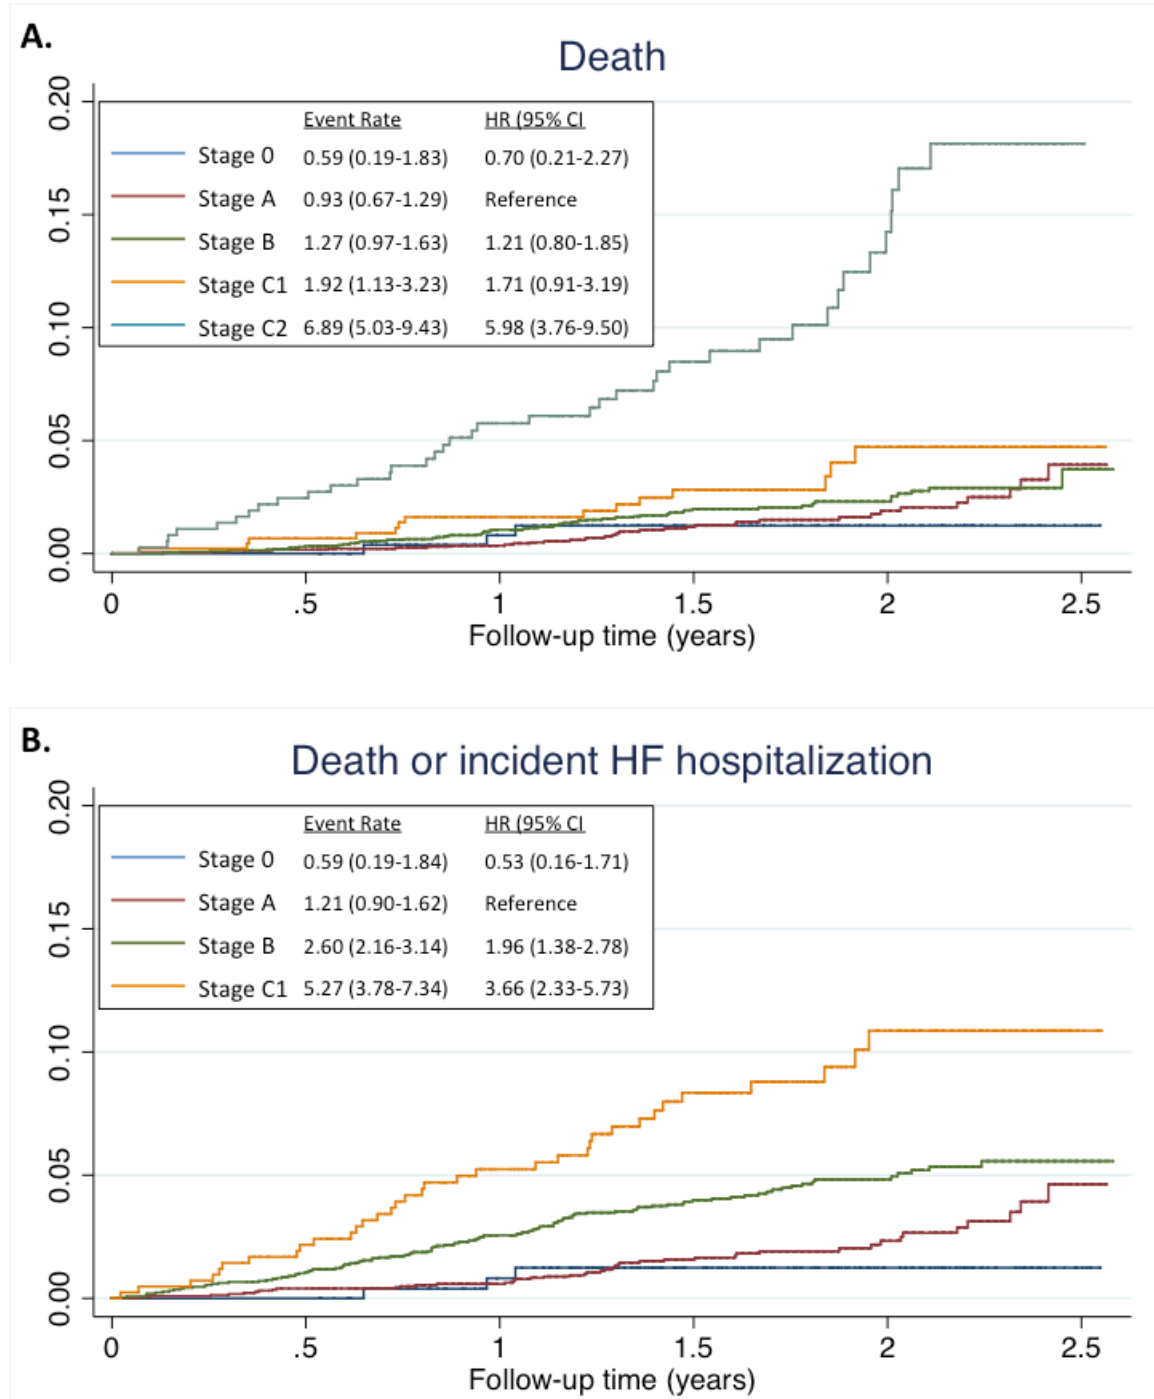 A.
Death
Event Rate HR (95% CI
Stage 0 0.59 (0.19-1.83) 0.70 (0.21-2.27)
Stage A 0.93 (0.67-1.29) Reference
Stage B 1.27 (0.97-1.63) 1.21 (0.80-1.85)
Stage C1 1.92 (1.13-3.23) 1.71 (0.91-3.19)
Stage C2 6.89 (5.03-9.43) 5.98 (3.76-9.50)
0.20
0.15
0.10
0.05
0.00
0 .5 1 1.5 2 2.5
Follow-up time (years)
B.
Death or incident HF hospitalization
Event Rate HR (95% CI
Stage 0 0.59 (0.19-1.84) 0.53 (0.16-1.71)
Stage A 1.21 (0.90-1.62) Reference
Stage B 2.60 (2.16-3.14) 1.96 (1.38-2.78)
Stage C1 5.27 (3.78-7.34) 3.66 (2.33-5.73)
0.20
0.15
0.10
0.05
0.00
0 .5 1 1.5 2 2.5
Follow-up time (years)